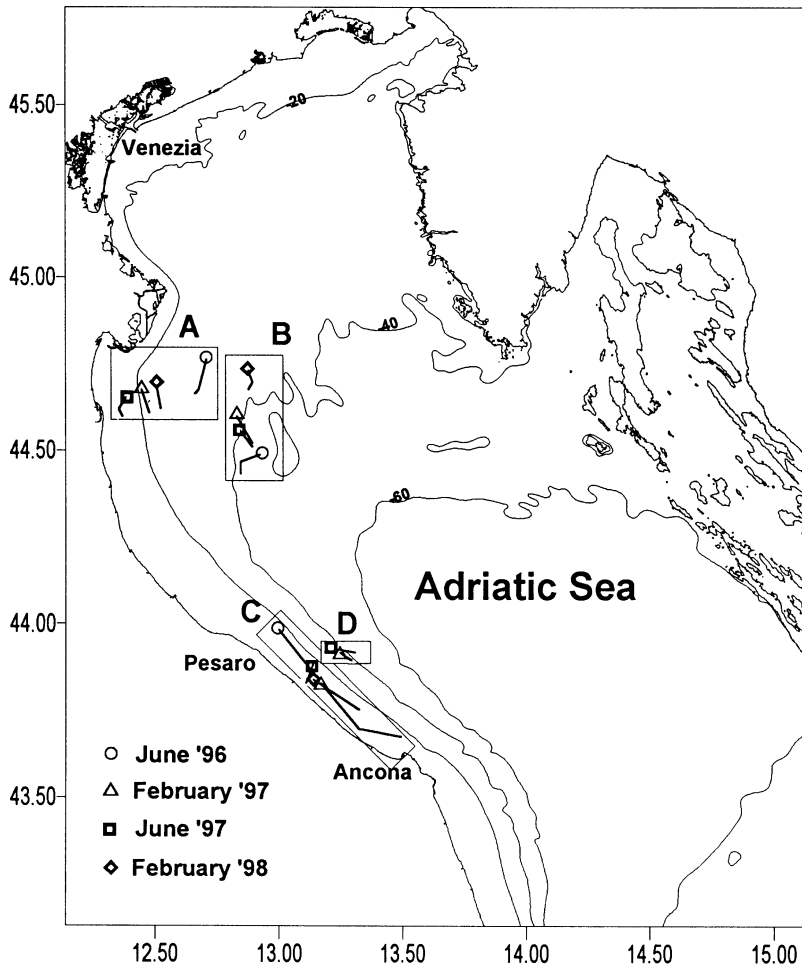 45.50
20
Venezia
45.00
A
B
40
44.50
60
Adriatic Sea
44.00
C
D
Pesaro
June '96
Ancona
February '97
43.50
June '97
February '98
12.50 13.00 13.50 14.00 14.50 15.00